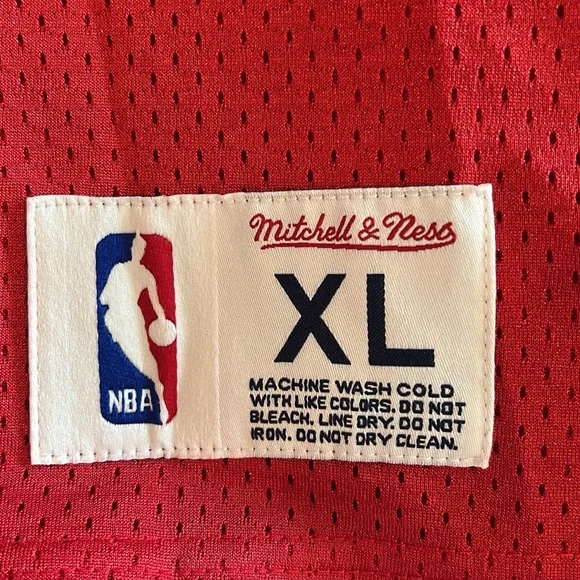 NBA
Mitchell & Ness
XL
MACHINE WASH COLD
WITH LIKE COLORS. DO NOT
BLEACH. LINE DRY. DO NOT
IRON. DO NOT DRY CLEAN.